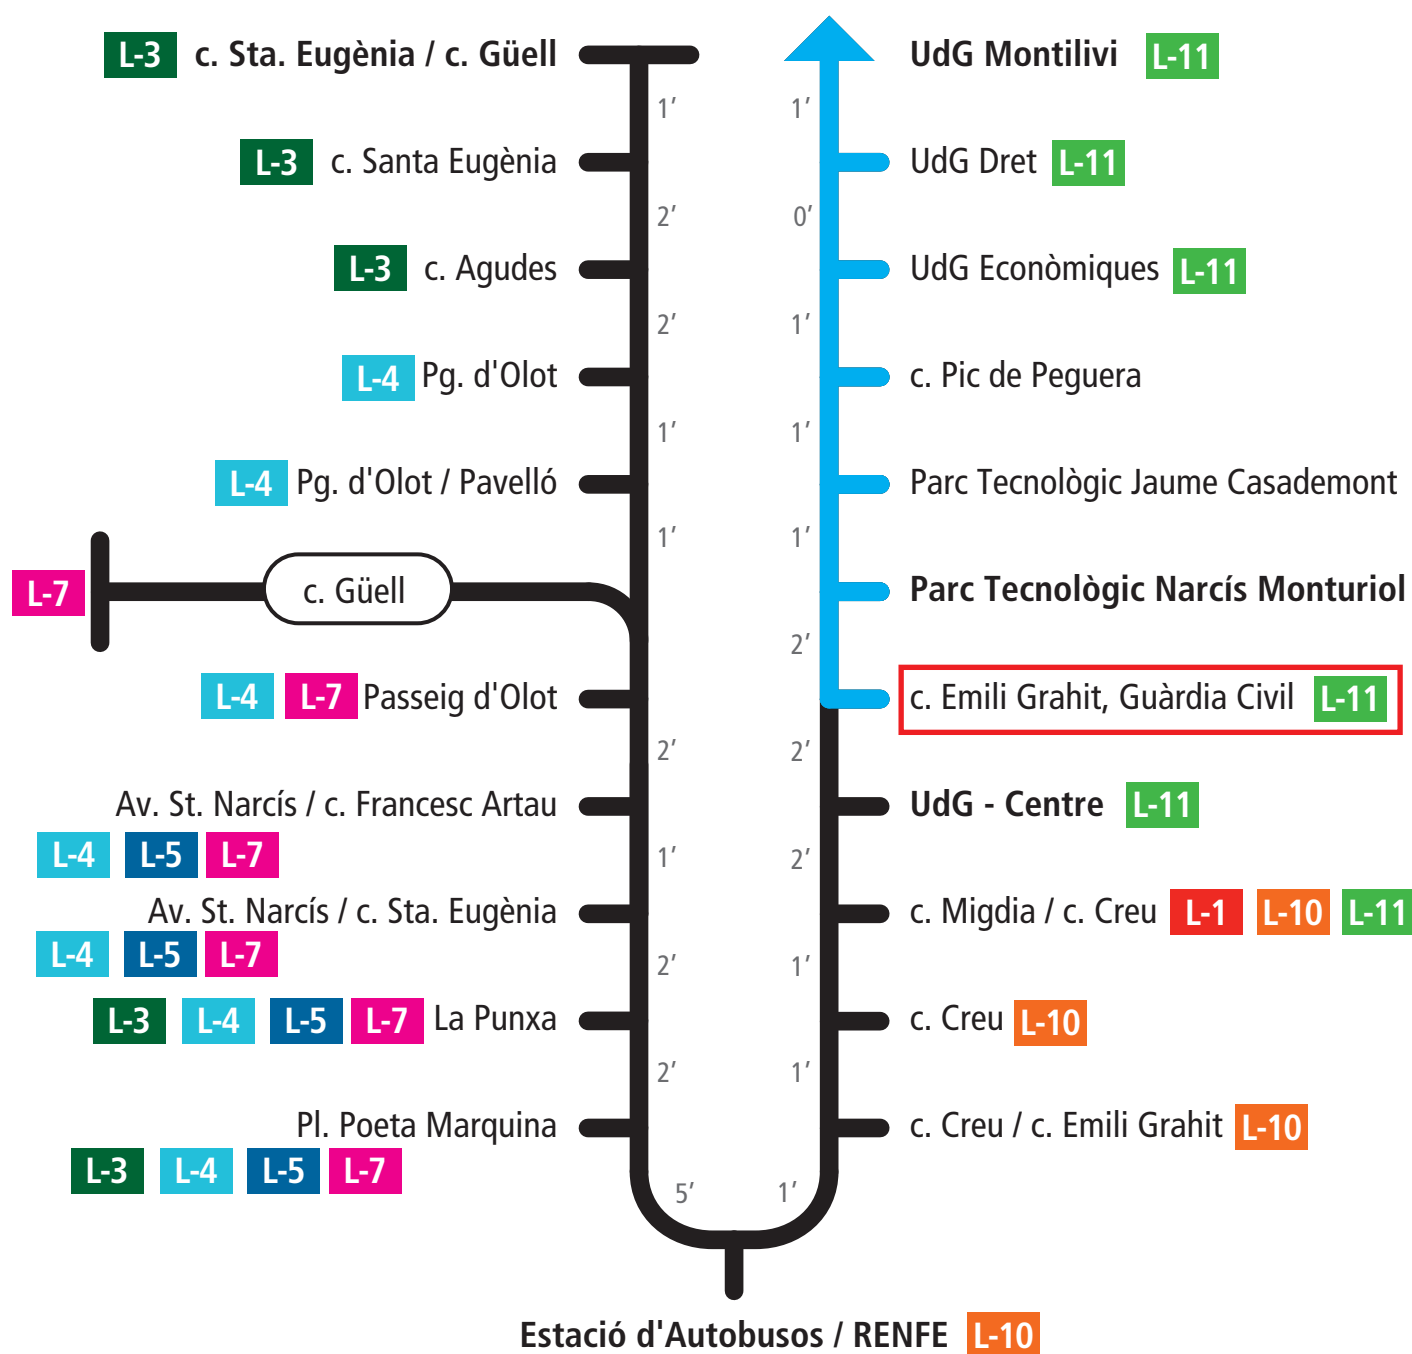 L-3 c. Sta. Eugènia / c. Güell
1’
L-3 c. Santa Eugènia
2’
L-3 c. Agudes
2’
L-4 Pg. d'Olot
1’
L-4 Pg. d'Olot / Pavelló
1’
L-7 c. Güell
L-4 L-7 Passeig d'Olot
2’
Av. St. Narcís / c. Francesc Artau
L-4 L-5 L-7
1’
Av. St. Narcís / c. Sta. Eugènia
L-4 L-5 L-7
2’
L-3 L-4 L-5 L-7 La Punxa
2’
Pl. Poeta Marquina
L-3 L-4 L-5 L-7
5’
Estació d'Autobusos / RENFE L-10
UdG Montilivi L-11
1’
UdG Dret L-11
0’
UdG Econòmiques L-11
1’
c. Pic de Peguera
1’
Parc Tecnològic Jaume Casademont
1’
Parc Tecnològic Narcís Monturiol
2’
c. Emili Grahit, Guàrdia Civil L-11
2’
UdG - Centre L-11
2’
c. Migdia / c. Creu L-1 L-10 L-11
1’
c. Creu L-10
1’
c. Creu / c. Emili Grahit L-10
1’